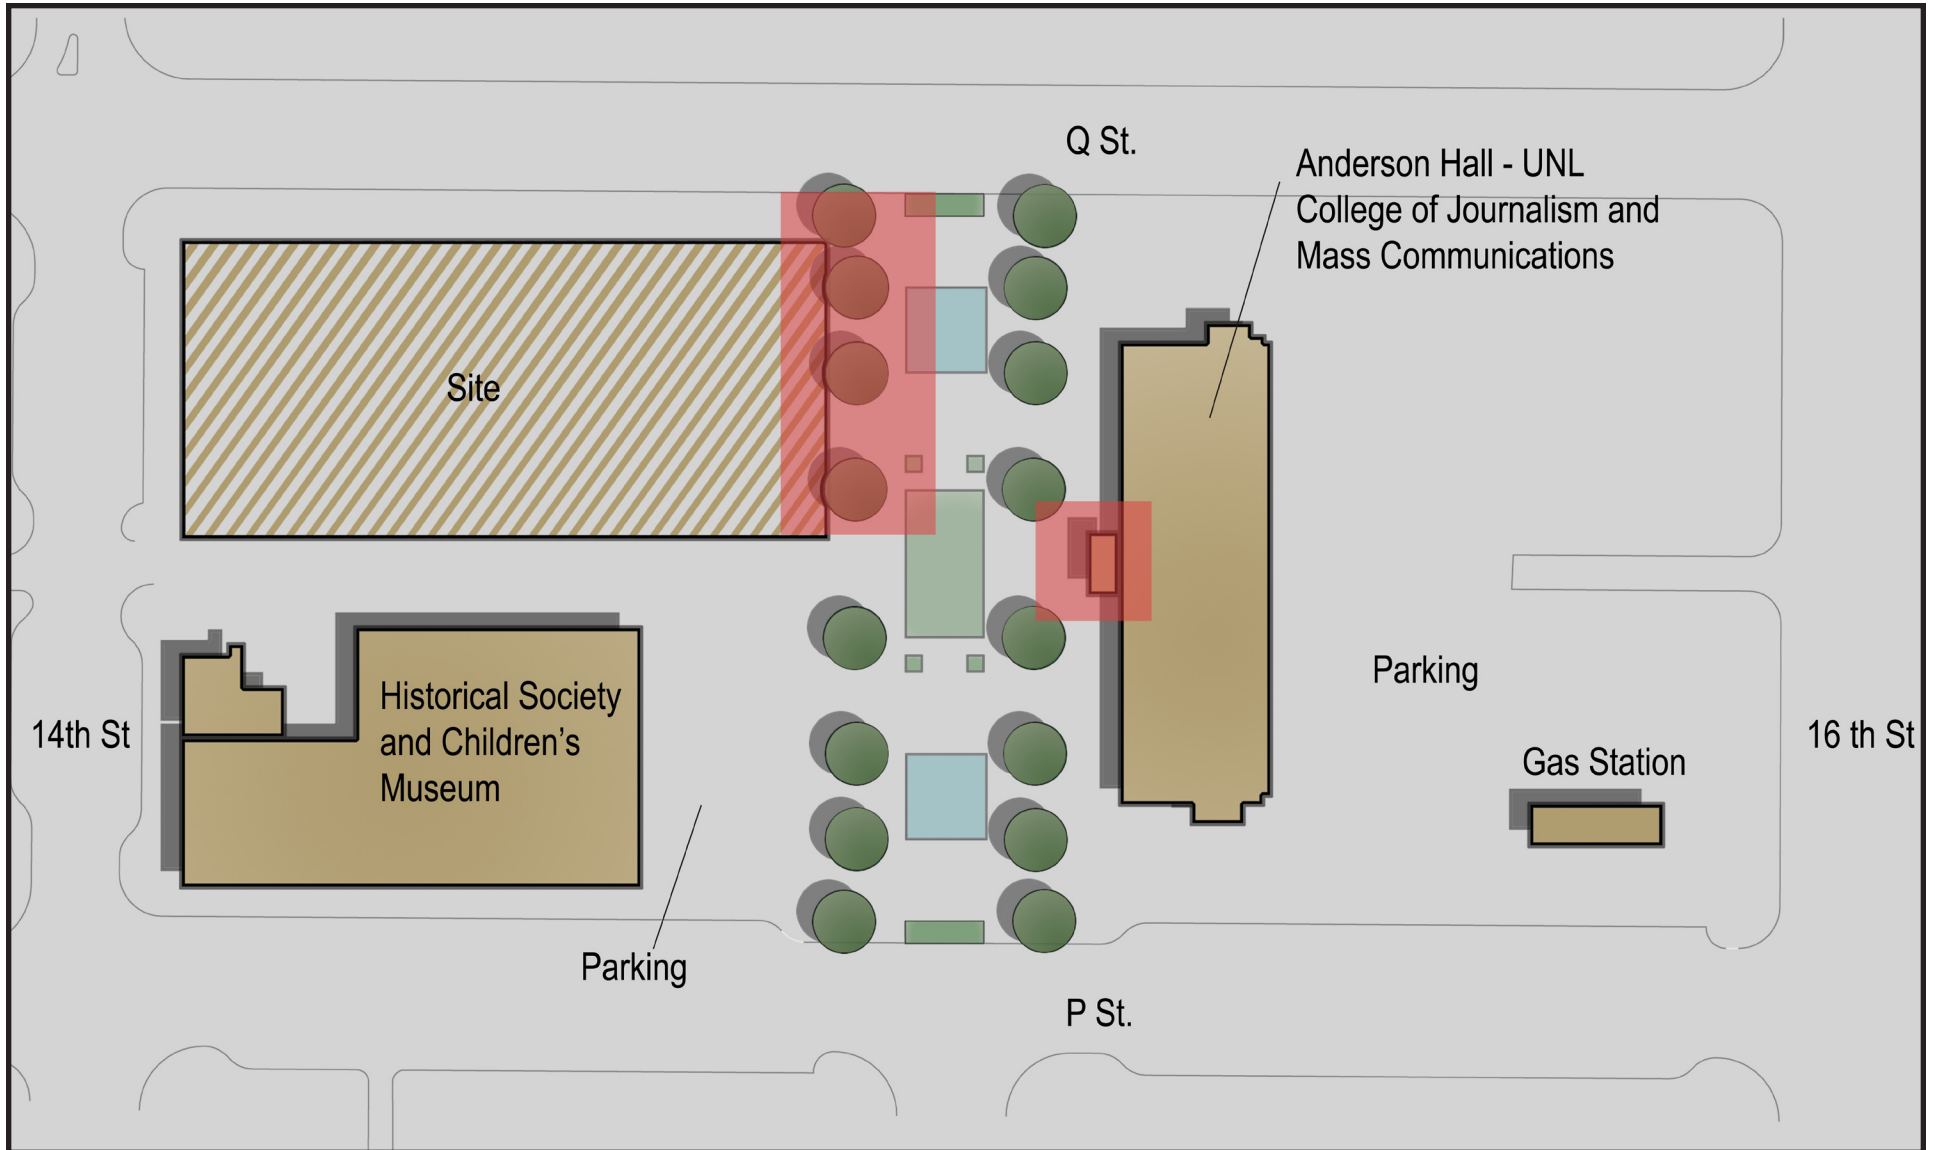 Q St.
Anderson Hall - UNL
College of Journalism and
Mass Communications
Site
Historical Society
and Children’s
Museum
14th St
Parking
16 th St
Gas Station
Parking
P St.